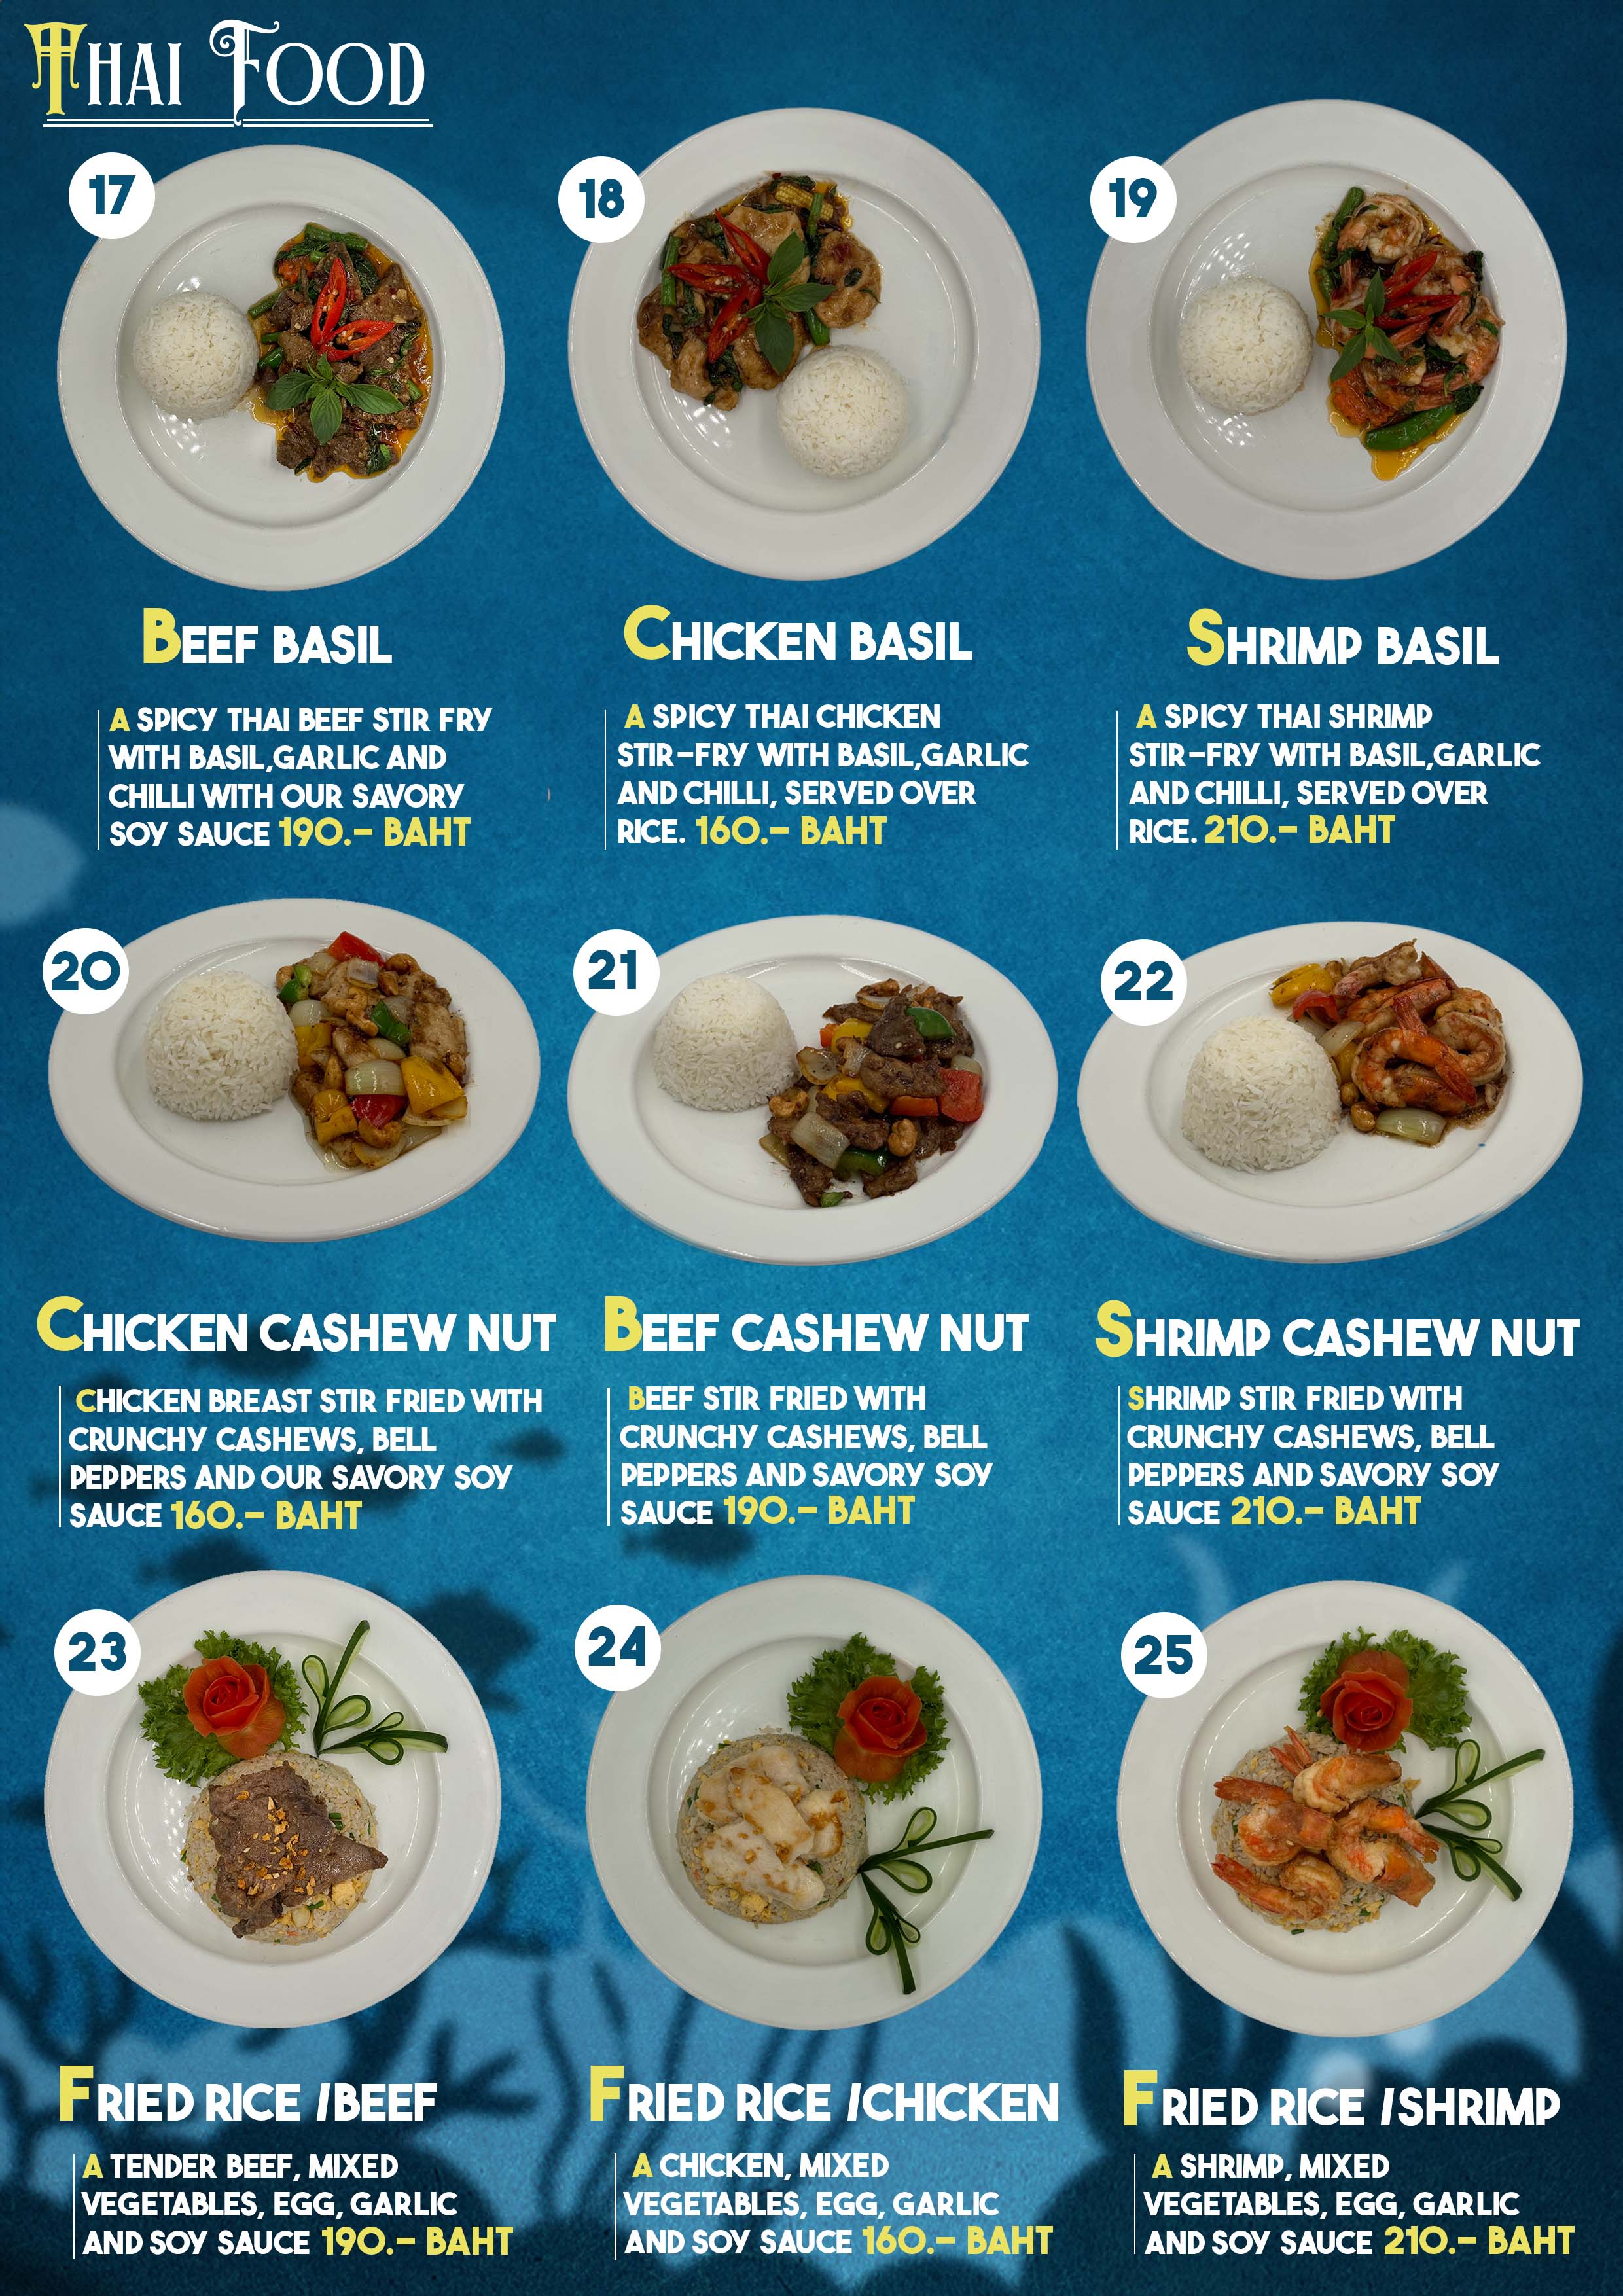 THAI FOOD
17
18
19
BEEF BASIL
A SPICY THAI BEEF STIR FRY
WITH BASIL,GARLIC AND
CHILLI WITH OUR SAVORY
SOY SAUCE 190.- BAHT
CHICKEN BASIL
A SPICY THAI CHICKEN
STIR-FRY WITH BASIL,GARLIC
AND CHILLI, SERVED OVER
RICE. 160.- BAHT
SHRIMP BASIL
A SPICY THAI SHRIMP
STIR-FRY WITH BASIL,GARLIC
AND CHILLI, SERVED OVER
RICE. 210.- BAHT
20
21
22
CHICKEN CASHEW NUT
CHICKEN BREAST STIR FRIED WITH
CRUNCHY CASHEWS, BELL
PEPPERS AND OUR SAVORY SOY
SAUCE 160.- BAHT
BEEF CASHEW NUT
BEEF STIR FRIED WITH
CRUNCHY CASHEWS, BELL
PEPPERS AND SAVORY SOY
SAUCE 190.- BAHT
SHRIMP CASHEW NUT
SHRIMP STIR FRIED WITH
CRUNCHY CASHEWS, BELL
PEPPERS AND SAVORY SOY
SAUCE 210.- BAHT
23
24
25
FRIED RICE /BEEF
A TENDER BEEF, MIXED
VEGETABLES, EGG, GARLIC
AND SOY SAUCE 190.- BAHT
FRIED RICE /CHICKEN
A CHICKEN, MIXED
VEGETABLES, EGG, GARLIC
AND SOY SAUCE 160.- BAHT
FRIED RICE /SHRIMP
A SHRIMP, MIXED
VEGETABLES, EGG, GARLIC
AND SOY SAUCE 210.- BAHT